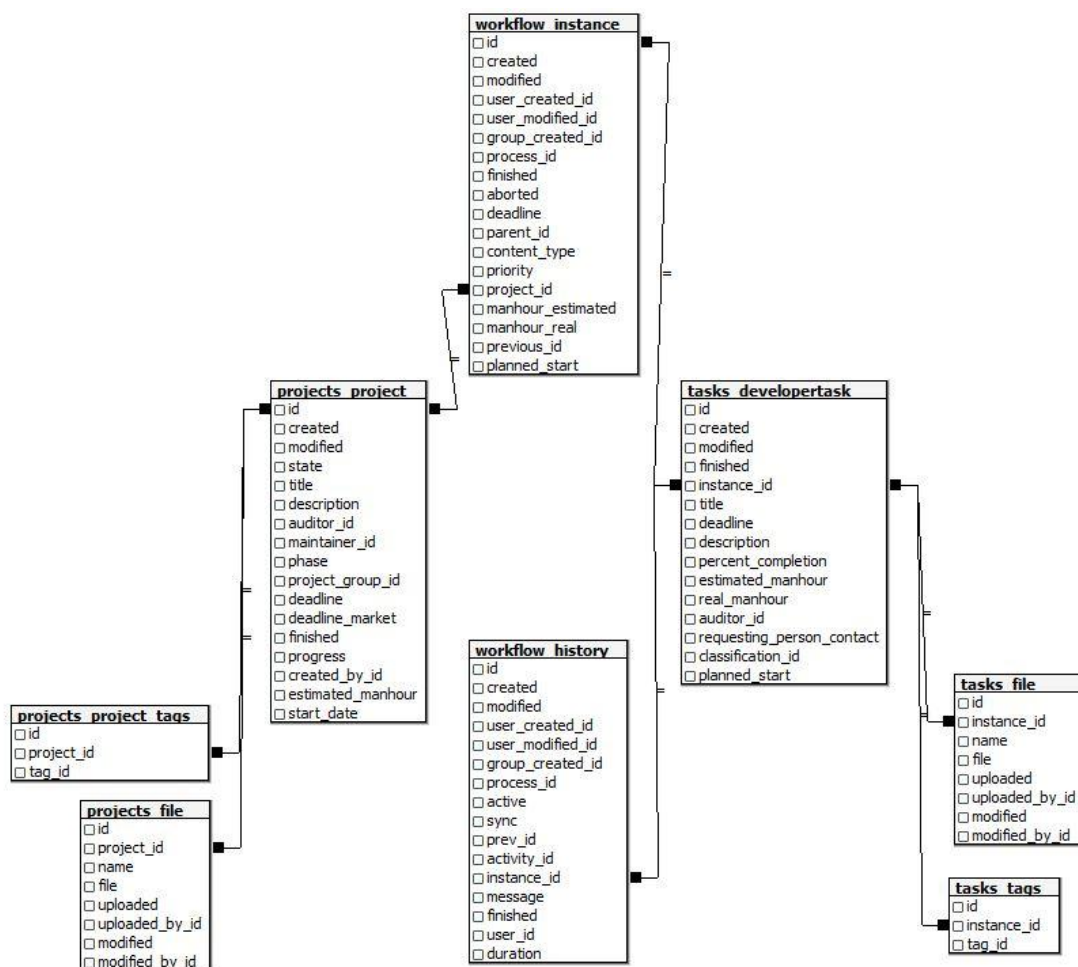 workflow_instance
id
created
modified
user_created_id
user_modified_id
group_created_id
process_id
finished
aborted
deadline
parent_id
content_type
priority
project_id
manhour_estimated
manhour_real
previous_id
planned_start
projects_project
id
created
modified
state
title
description
auditor_id
maintainer_id
phase
project_group_id
deadline
deadline_market
finished
progress
created_by_id
estimated_manhour
start_date
tasks_developertask
id
created
modified
finished
instance_id
title
deadline
description
percent_completion
estimated_manhour
real_manhour
auditor_id
requesting_person_contact
classification_id
planned_start
workflow_history
id
created
modified
user_created_id
user_modified_id
group_created_id
process_id
active
sync
prev_id
activity_id
instance_id
message
finished
user_id
duration
projects_project_tags
id
project_id
tag_id
projects_file
id
project_id
name
file
uploaded
uploaded_by_id
modified
modified_by_id
tasks_file
id
instance_id
name
file
uploaded
uploaded_by_id
modified
modified_by_id
tasks_tags
id
instance_id
tag_id